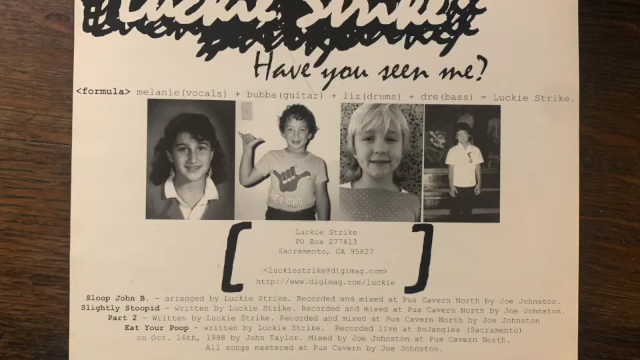 Luckie Strike
Have you seen me?
<formula> melanie(vocals) + bubba(guitar) + liz(drums) + dre(bass) = Luckie Strike.
Luckie Strike
PO Box 277413
Sacramento, CA 95827
<luckiestrike@digimag.com>
http://www.digimag.com/luckie
Sloop John B. - arranged by Luckie Strike. Recorded and mixed at Pus Cavern North by Joe Johnston.
Slightly Stoopid - written by Luckie Strike. Recorded and mixed at Pus Cavern North by Joe Johnston.
Part 2 - Written by Luckie Strike. Recorded and mixed at Pus Cavern North by Joe Johnston
Eat Your Poop - written by Luckie Strike. Recorded live at BoJangles (Sacramento)
on Oct. 16th, 1998 by John Taylor. Mixed by Joe Johnston at Pus Cavern North.
All songs mastered at Pus Cavern by Joe Johnston.